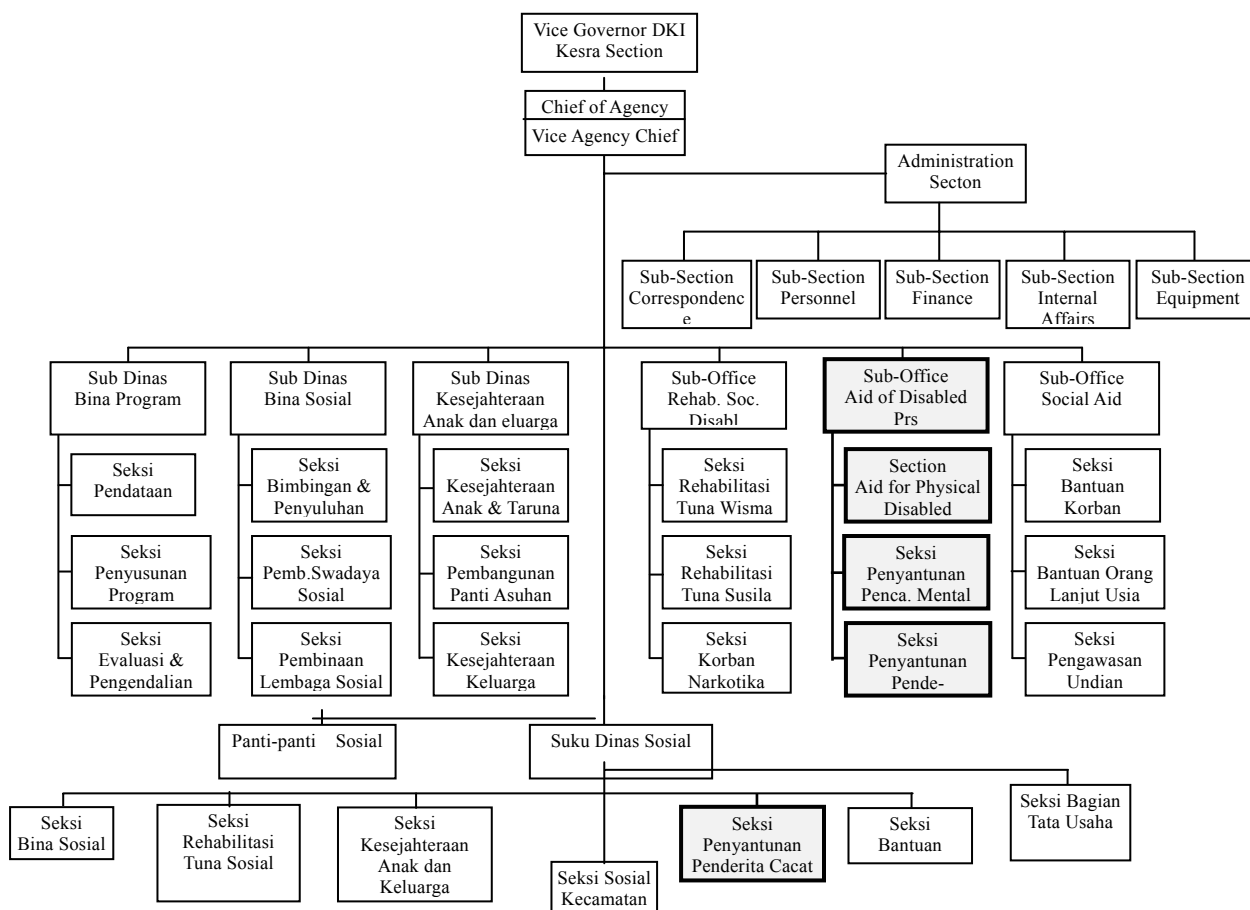 Vice Governor DKI
Kesra Section
Chief of Agency
Vice Agency Chief
Administration
Secton
Sub-Section
Correspondenc
e
Sub-Section
Personnel
Sub-Section
Finance
Sub-Section
Internal
Affairs
Sub-Section
Equipment
Sub Dinas
Bina Program
Sub Dinas
Bina Sosial
Sub Dinas
Kesejahteraan
Anak dan eluarga
Sub-Office
Rehab. Soc.
Disabl
Sub-Office
Aid of Disabled
Prs
Sub-Office
Social Aid
Seksi
Pendataan
Seksi
Bimbingan &
Penyuluhan
Seksi
Kesejahteraan
Anak & Taruna
Seksi
Rehabilitasi
Tuna Wisma
Section
Aid for Physical
Disabled
Seksi
Bantuan
Korban
Seksi
Penyusunan
Program
Seksi
Pemb.Swadaya
Sosial
Seksi
Pembangunan
Panti Asuhan
Seksi
Rehabilitasi
Tuna Susila
Seksi
Penyantunan
Penca. Mental
Seksi
Bantuan Orang
Lanjut Usia
Seksi
Evaluasi &
Pengendalian
Seksi
Pembinaan
Lembaga Sosial
Seksi
Kesejahteraan
Keluarga
Seksi
Korban
Narkotika
Seksi
Penyantunan
Pende-
Seksi
Pengawasan
Undian
Panti-panti Sosial
Suku Dinas Sosial
Seksi
Bina Sosial
Seksi
Rehabilitasi
Tuna Sosial
Seksi
Kesejahteraan
Anak dan
Keluarga
Seksi Sosial
Kecamatan
Seksi
Penyantunan
Penderita Cacat
Seksi
Bantuan
Seksi Bagian
Tata Usaha